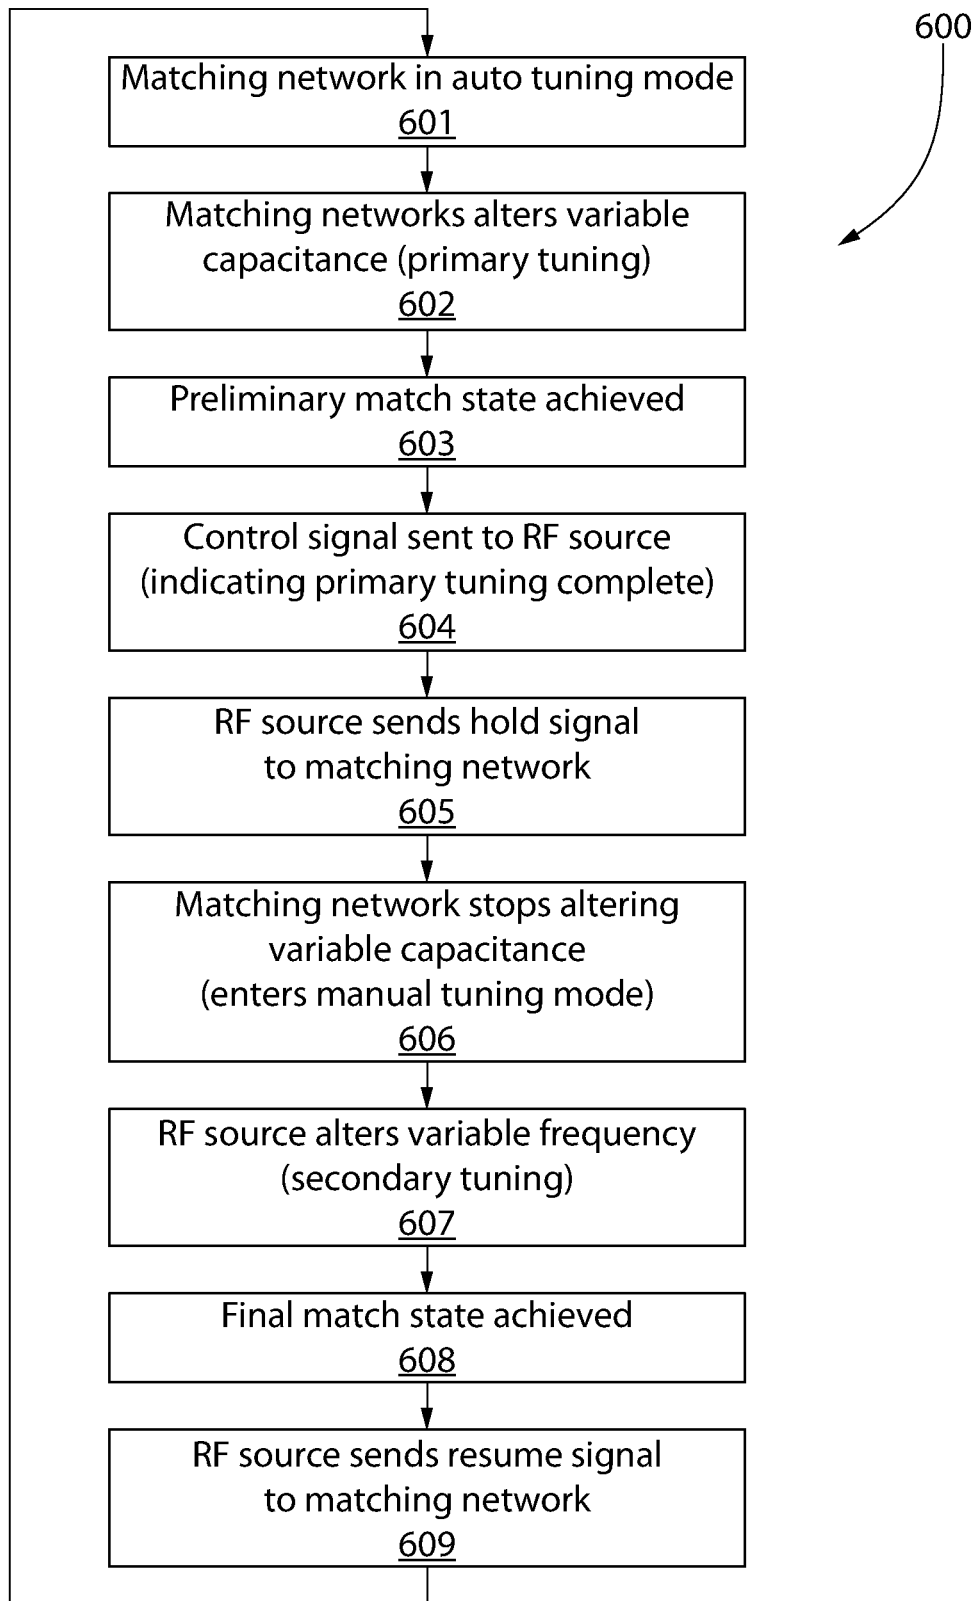 600
Matching network in auto tuning mode
601
Matching networks alters variable
capacitance (primary tuning)
602
Preliminary match state achieved
603
Control signal sent to RF source
(indicating primary tuning complete)
604
RF source sends hold signal
to matching network
605
Matching network stops altering
variable capacitance
(enters manual tuning mode)
606
RF source alters variable frequency
(secondary tuning)
607
Final match state achieved
608
RF source sends resume signal
to matching network
609